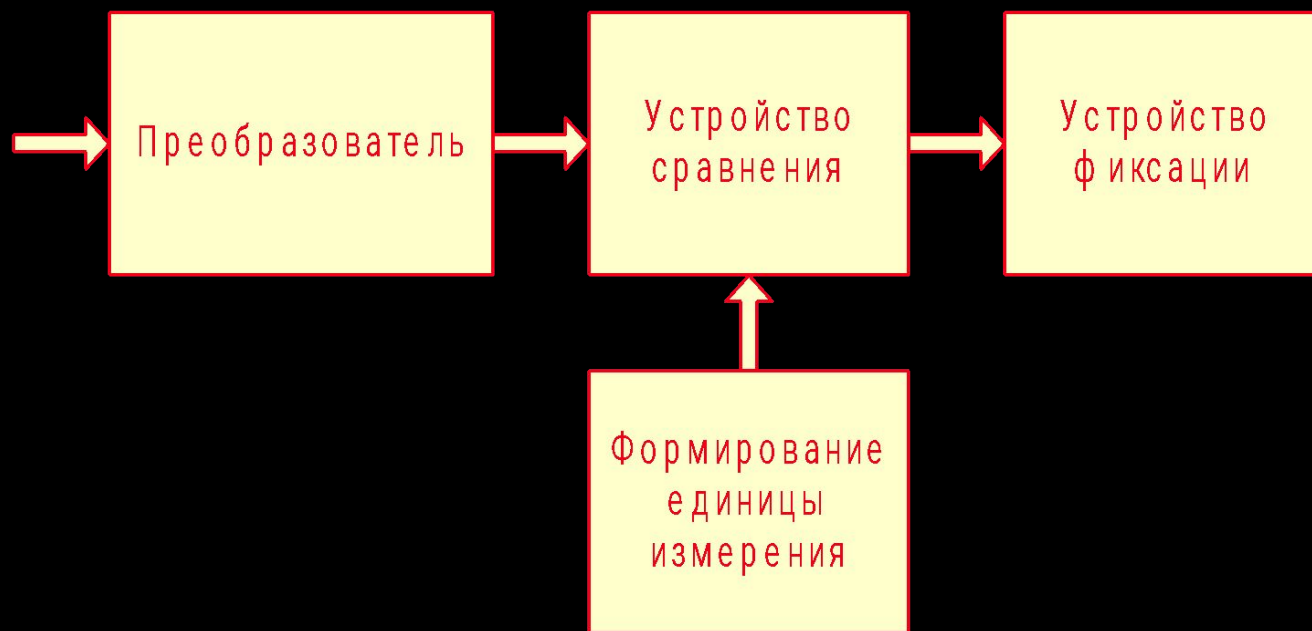 Преобразователь
Устройство
сравнения
Устройство
фиксации
Формирование
единицы
измерения